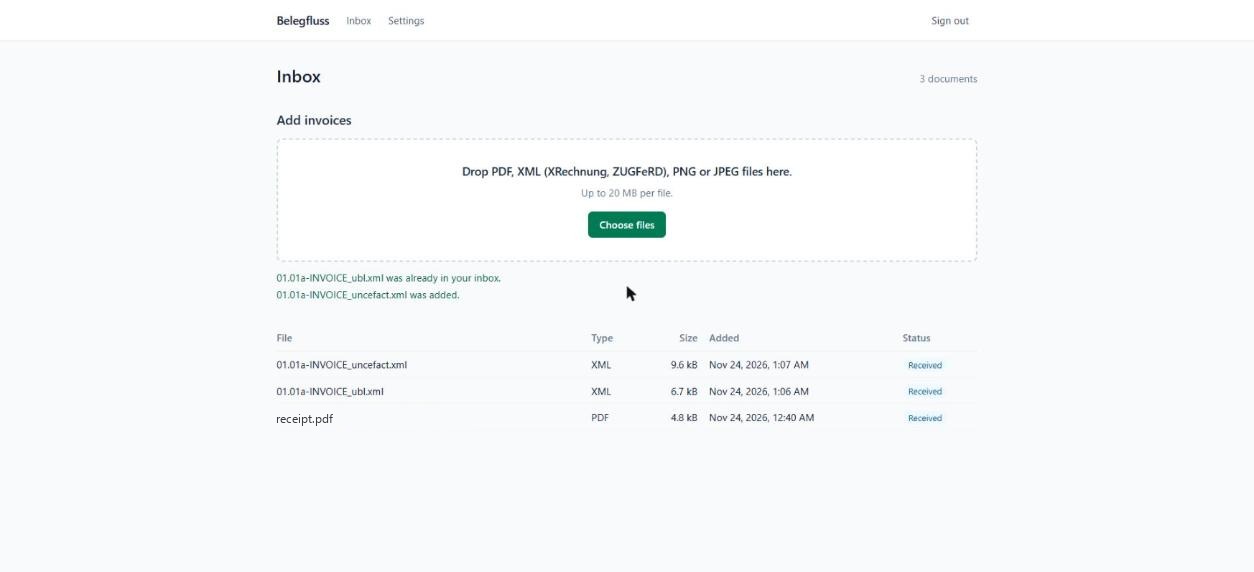 Belegfluss Inbox Settings Sign out
Inbox 3 documents
Add invoices
Drop PDF, XML (XRechnung, ZUGFeRD), PNG or JPEG files here.
Up to 20 MB per file.
Choose files
01.01a-INVOICE_ubl.xml was already in your inbox.
01.01a-INVOICE_uncefact.xml was added.
File Type Size Added Status
01.01a-INVOICE_uncefact.xml XML 9.6 kB Nov 24, 2026, 1:07 AM Received
01.01a-INVOICE_ubl.xml XML 6.7 kB Nov 24, 2026, 1:06 AM Received
receipt.pdf PDF 4.8 kB Nov 24, 2026, 12:40 AM Received